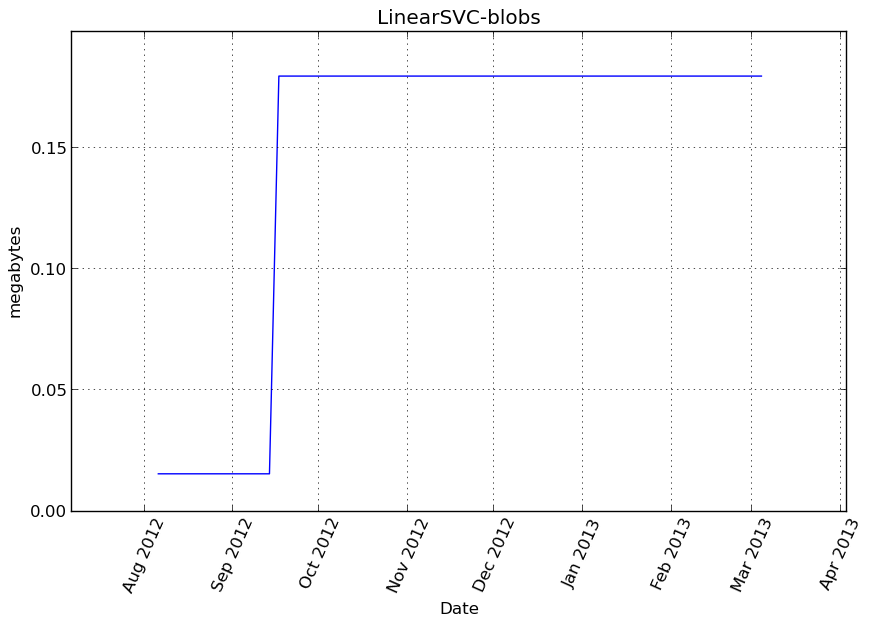 LinearSVC-blobs
megabytes
0.15
0.10
0.05
0.00
Aug 2012
Sep 2012
Oct 2012
Nov 2012
Dec 2012
Jan 2013
Feb 2013
Mar 2013
Apr 2013
Date